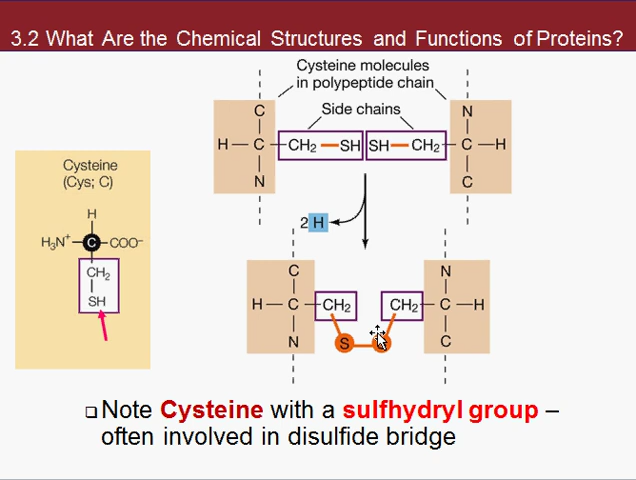 3.2 What Are the Chemical Structures and Functions of Proteins?
Cysteine molecules
in polypeptide chain
Side chains
C
H — C — CH₂ — SH SH — CH₂ — C — H
N
N
C
2 H
Cysteine
(Cys; C)
H
H₃N⁺ — C — COO⁻
CH₂
SH
C
H — C — CH₂
N
S
N
CH₂ — C — H
C
❑ Note Cysteine with a sulfhydryl group –
often involved in disulfide bridge